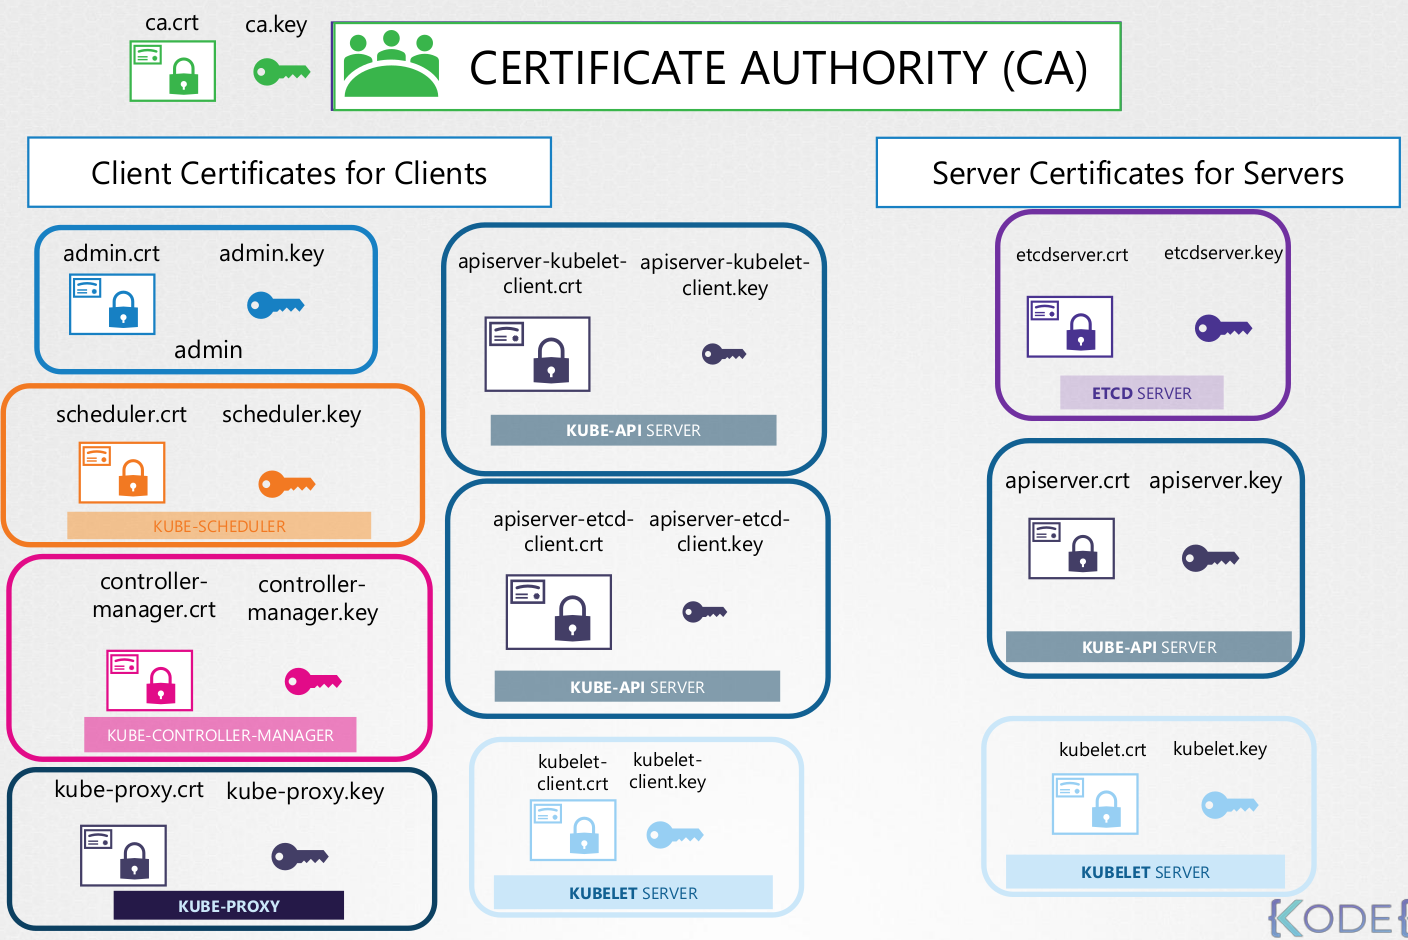 ca.crt
ca.key
CERTIFICATE AUTHORITY (CA)
Client Certificates for Clients
admin.crt
admin.key
admin
scheduler.crt
scheduler.key
KUBE-SCHEDULER
controller-
manager.crt
controller-
manager.key
KUBE-CONTROLLER-MANAGER
kube-proxy.crt
kube-proxy.key
KUBE-PROXY
apiserver-kubelet-
client.crt
apiserver-kubelet-
client.key
KUBE-API SERVER
apiserver-etcd-
client.crt
apiserver-etcd-
client.key
KUBE-API SERVER
kubelet-
client.crt
kubelet-
client.key
KUBELET SERVER
Server Certificates for Servers
etcdserver.crt
etcdserver.key
ETCD SERVER
apiserver.crt
apiserver.key
KUBE-API SERVER
kubelet.crt
kubelet.key
KUBELET SERVER
{KODE{